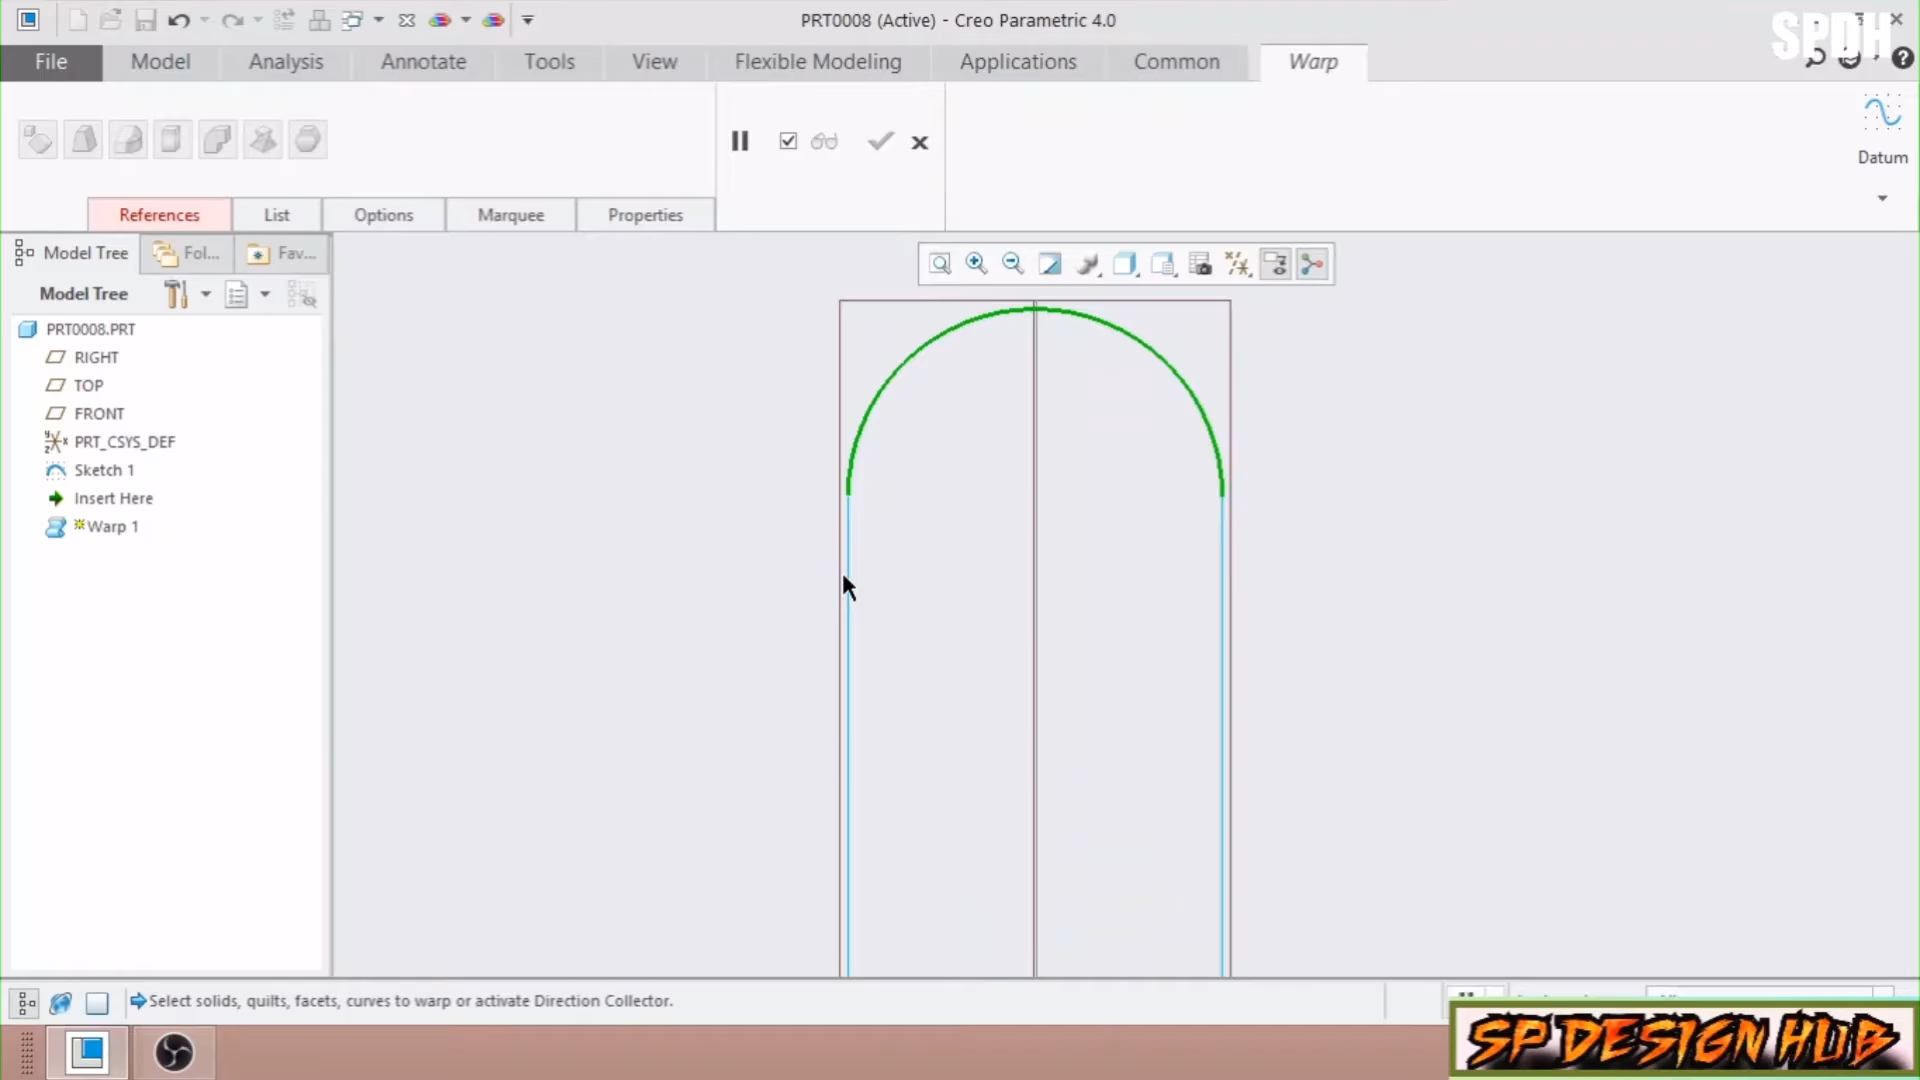 PRT0008 (Active) - Creo Parametric 4.0
SPDH
File Model Analysis Annotate Tools View Flexible Modeling Applications Common Warp
Datum
References List Options Marquee Properties
Model Tree Fol... Fav...
Model Tree
PRT0008.PRT
RIGHT
TOP
FRONT
PRT_CSYS_DEF
Sketch 1
Insert Here
Warp 1
Select solids, quilts, facets, curves to warp or activate Direction Collector.
SP DESIGN HUB